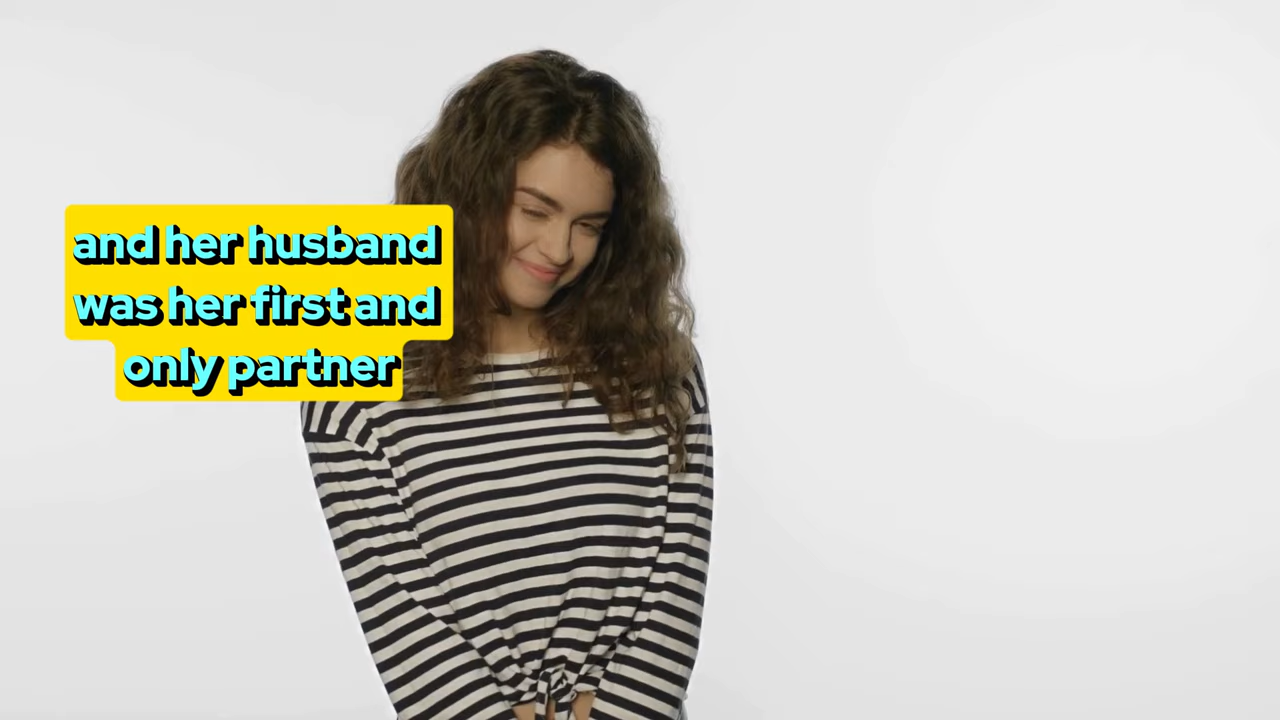 and her husband
was her first and
only partner